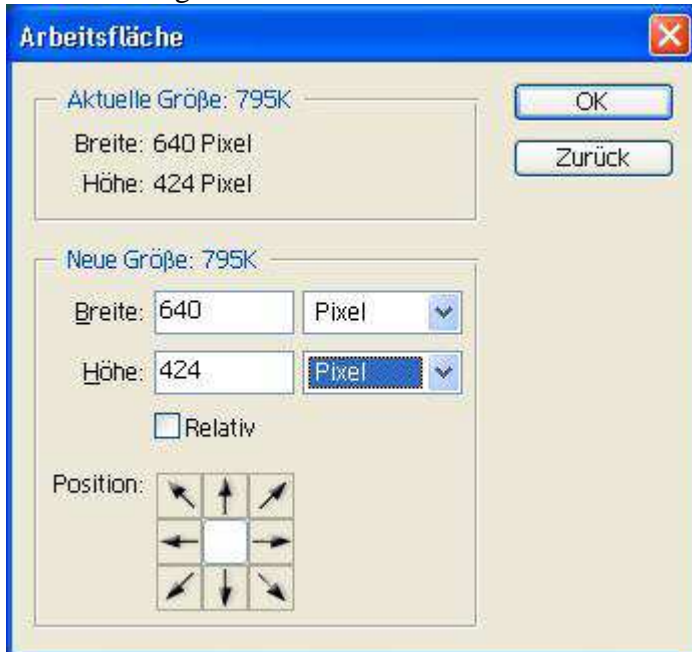 Arbeitsfläche
Aktuelle Größe: 795K
OK
Breite: 640 Pixel
Zurück
Höhe: 424 Pixel
Neue Größe: 795K
Breite: 640 Pixel
Höhe: 424 Pixel
Relativ
Position: